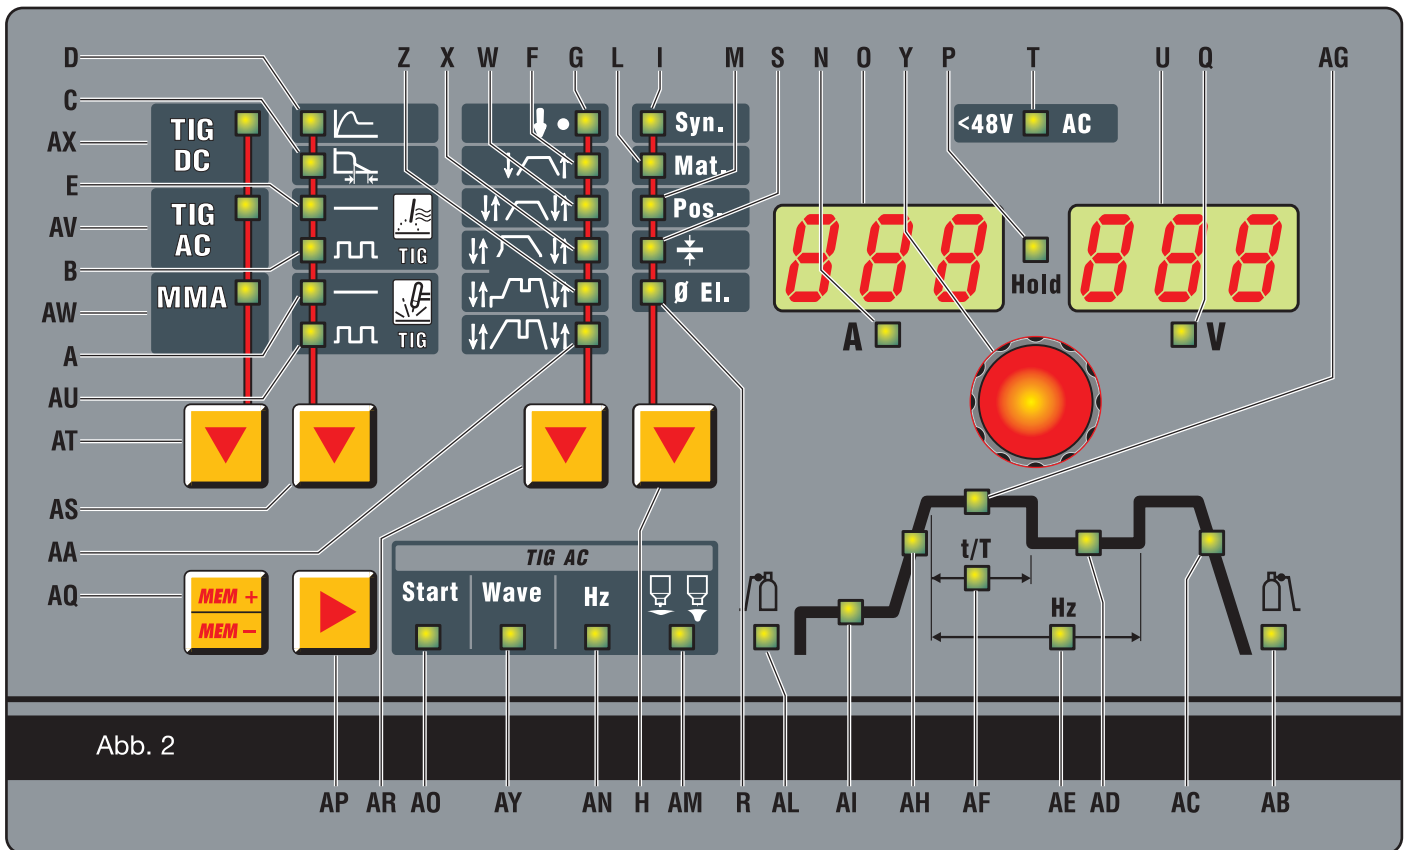 D Z X W F G L I M S N O Y P T U Q AG
C
AX
E
AV
B
AW
A
AU
AT
AS
AA
AQ
TIG
DC
TIG
AC
MMA
TIG
TIG
Syn.
Mat.
Pos.
Ø El.
<48V AC
888
Hold
888
A
V
MEM +
MEM –
TIG AC
Start Wave Hz
t/T
Hz
Abb. 2
AP AR AO AY AN H AM R AL AI AH AF AE AD AC AB